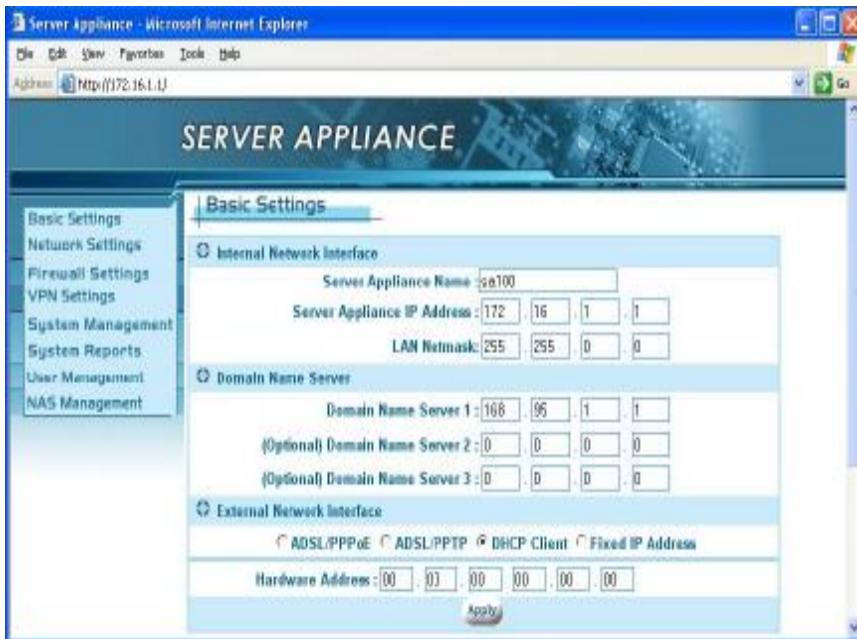 Server Appliance - Microsoft Internet Explorer
File Edit View Favorites Tools Help
Address http://172.16.1.1/ Go
SERVER APPLIANCE
Basic Settings
Network Settings
Firewall Settings
VPN Settings
System Management
System Reports
User Management
NAS Management
Basic Settings
Internal Network Interface
Server Appliance Name : sa100
Server Appliance IP Address : 172 . 16 . 1 . 1
LAN Netmask: 255 . 255 . 0 . 0
Domain Name Server
Domain Name Server 1 : 168 . 95 . 1 . 1
(Optional) Domain Name Server 2 : 0 . 0 . 0 . 0
(Optional) Domain Name Server 3 : 0 . 0 . 0 . 0
External Network Interface
ADSL/PPPoE ADSL/PPTP DHCP Client Fixed IP Address
Hardware Address : 00 . 03 . 00 . 00 . 00 . 00
Apply